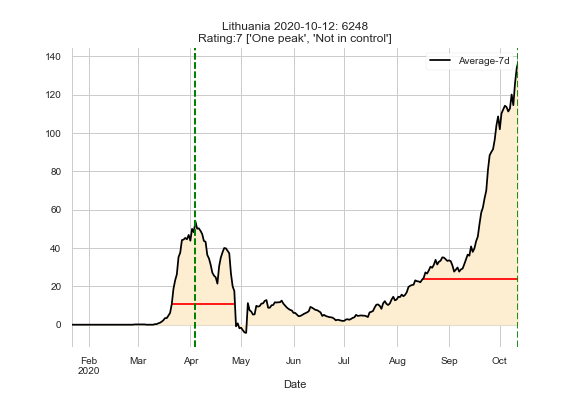 Lithuania 2020-10-12: 6248
Rating:7 ['One peak', 'Not in control']
Average-7d
140
120
100
80
60
40
20
0
Feb Mar Apr May Jun Jul Aug Sep Oct
2020
Date